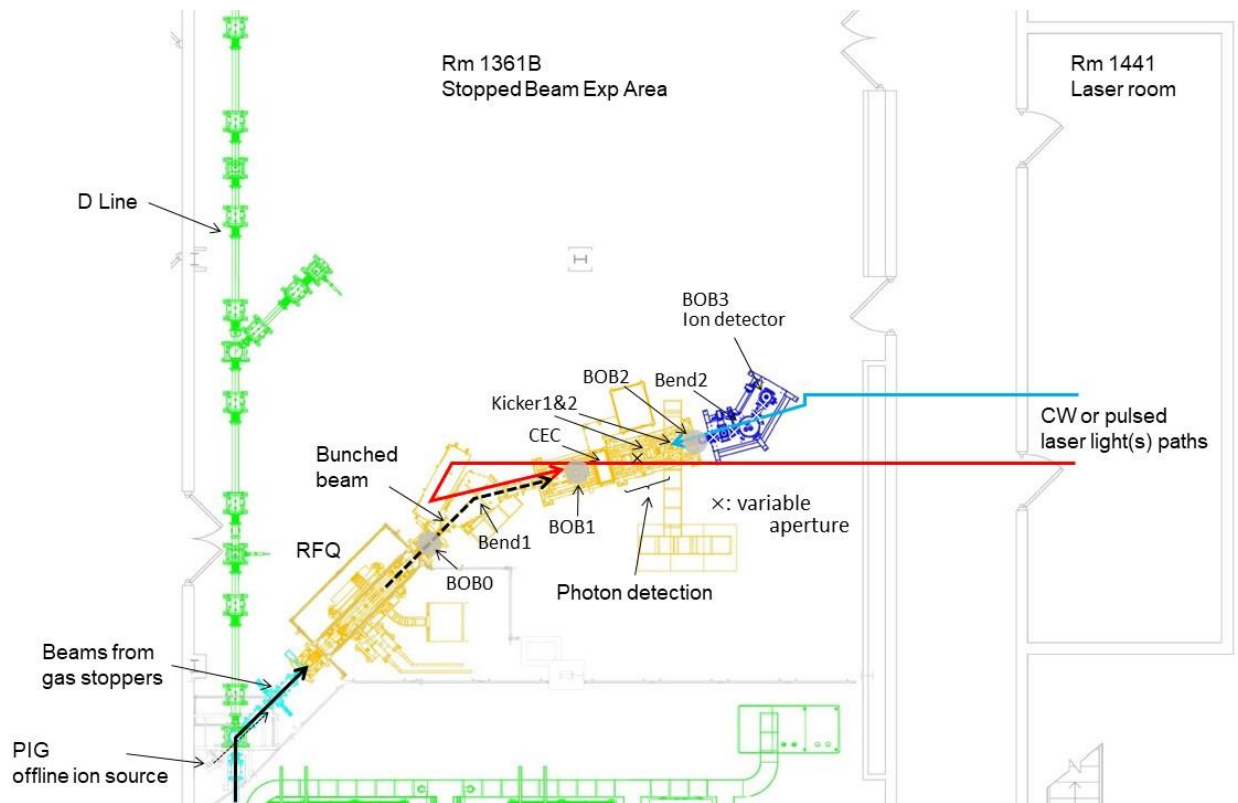 Rm 1361B
Stopped Beam Exp Area
Rm 1441
Laser room
D Line
BOB3
Ion detector
BOB2
Bend2
Kicker1&2
CEC
CW or pulsed
laser light(s) paths
Bunched
beam
×: variable
aperture
BOB1
Bend1
RFQ
BOB0
Photon detection
Beams from
gas stoppers
PIG
offline ion source
N